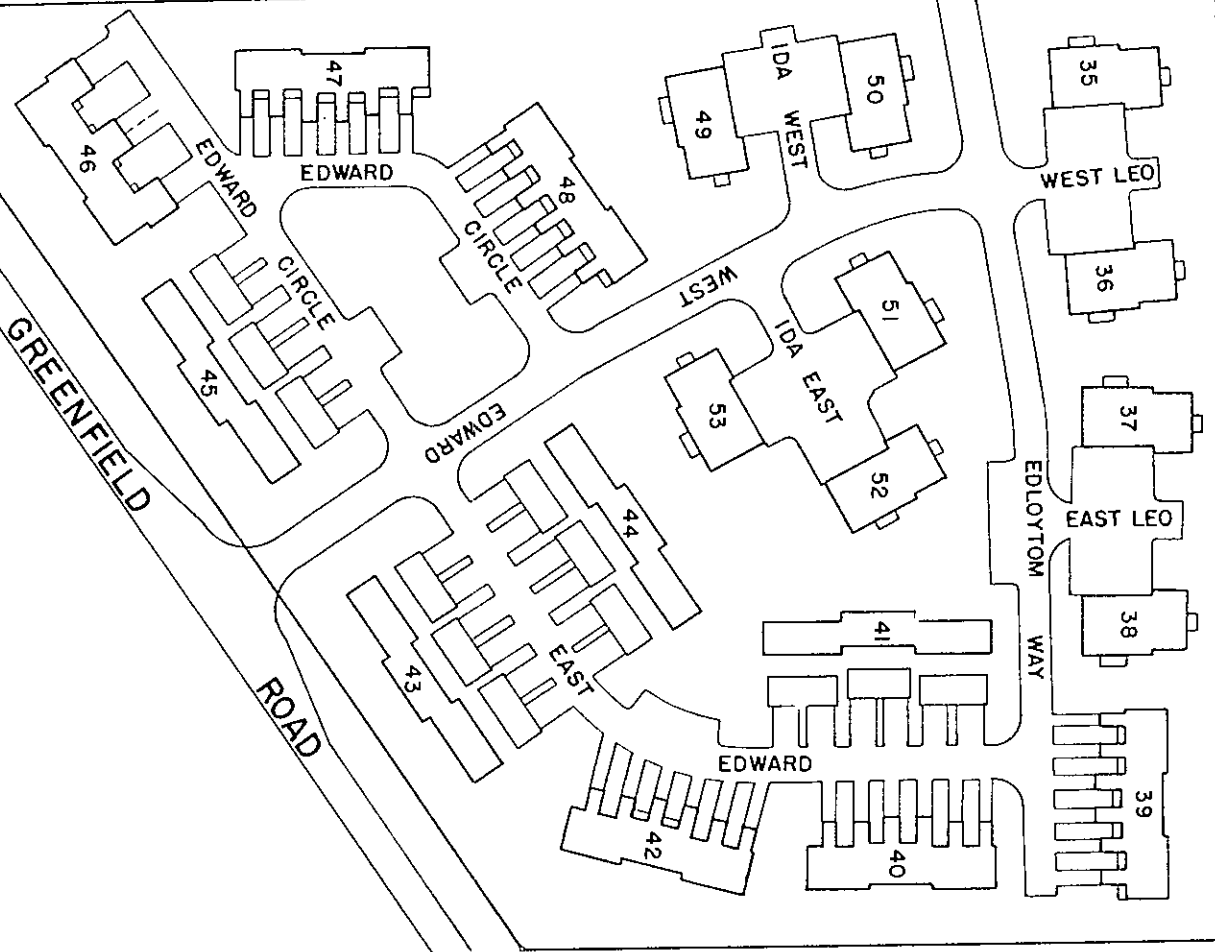 47
EDWARD
46
EDWARD
CIRCLE
45
48
CIRCLE
49
IDA
WEST
50
35
WEST LEO
36
WEST
EDWARD
IDA
EAST
51
52
53
37
EAST LEO
38
EDLOYTOM
WAY
GREENFIELD
ROAD
44
43
EAST
EDWARD
41
42
40
39